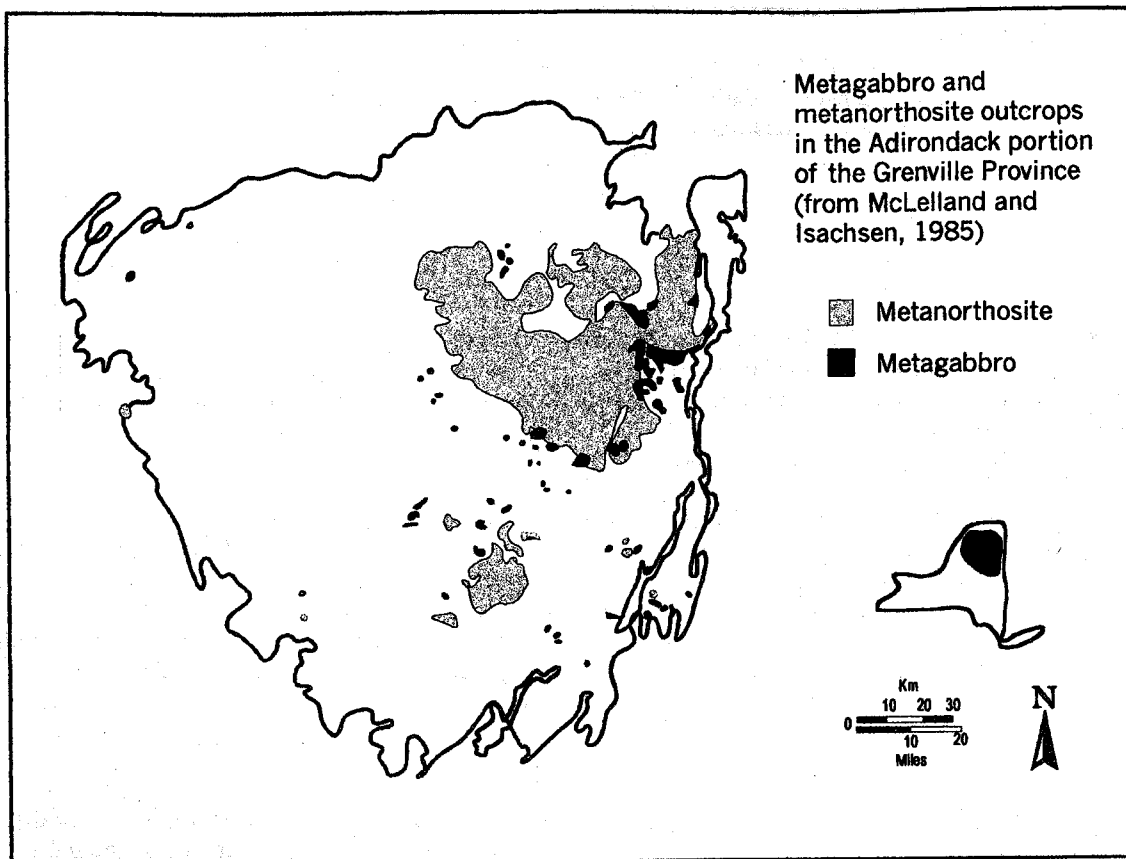 Metagabbro and
metanorthosite outcrops
in the Adirondack portion
of the Grenville Province
(from McLelland and
Isachsen, 1985)
Metanorthosite
Metagabbro
Km
10 20 30
0
10 20
Miles
N